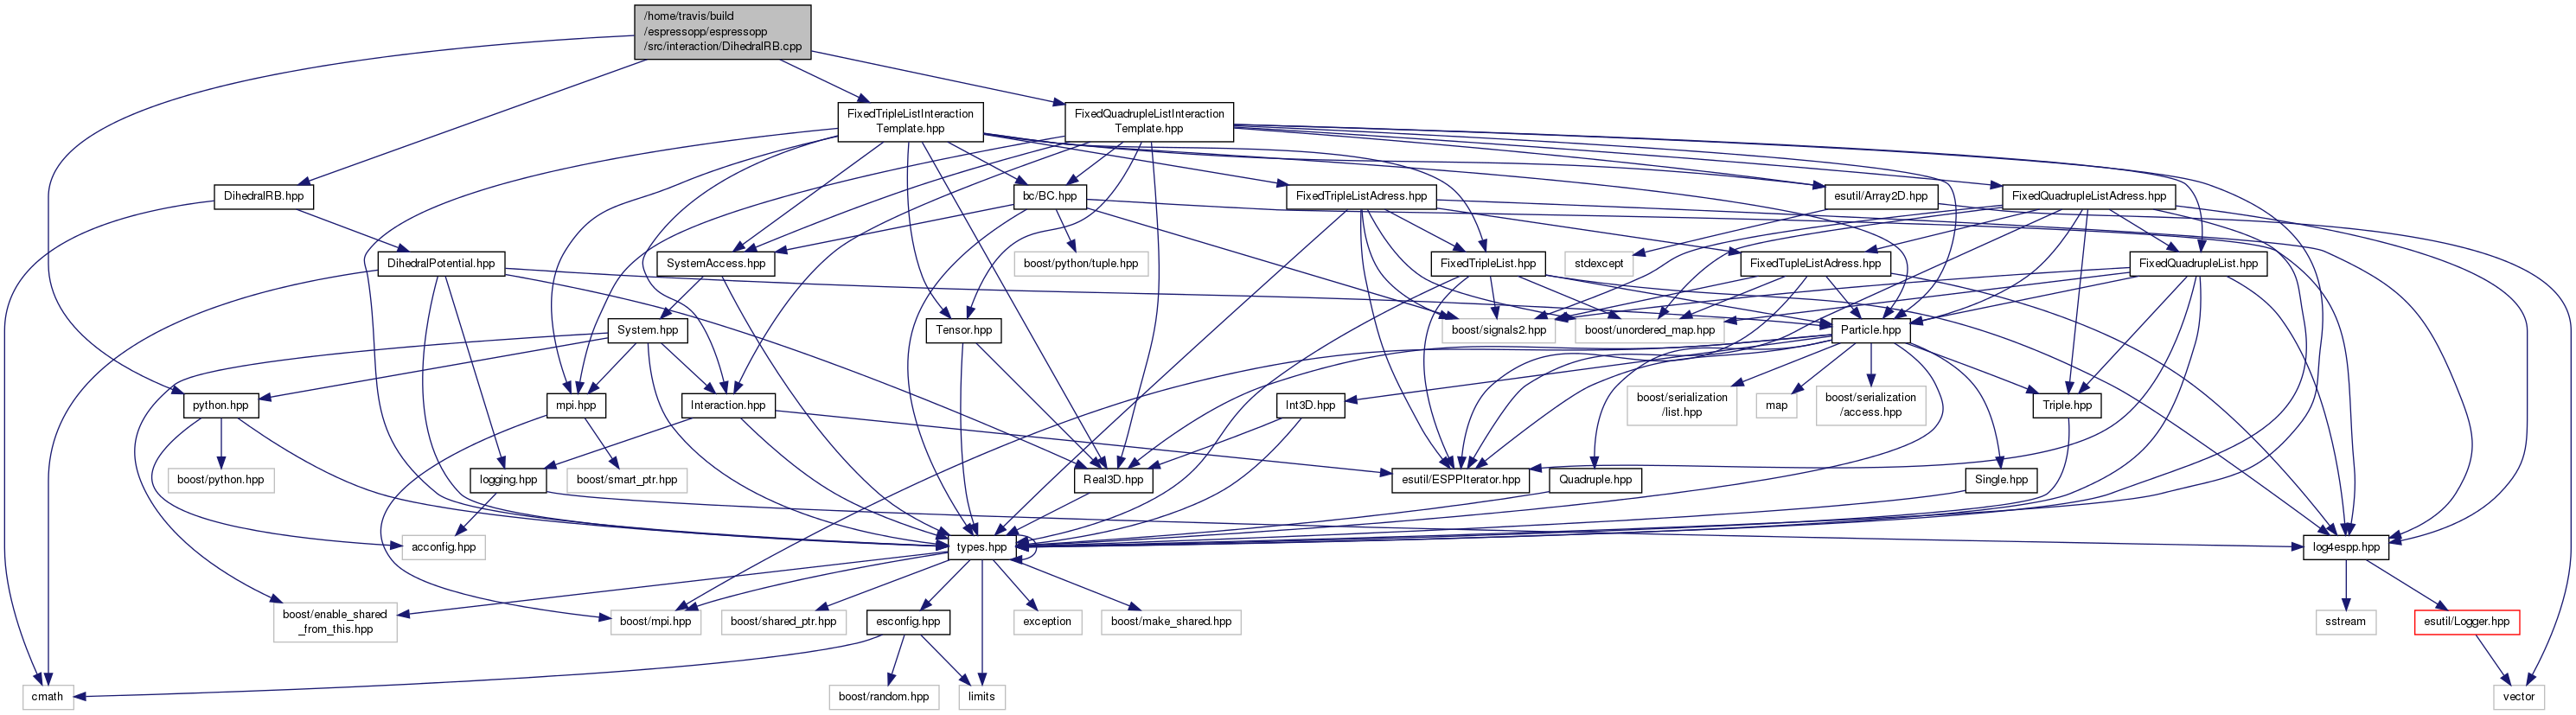 /home/travis/build
/espressopp/espressopp
/src/interaction/DihedralRB.cpp
FixedTripleListInteraction
Template.hpp
FixedQuadrupleListInteraction
Template.hpp
DihedralRB.hpp
bc/BC.hpp
FixedTripleListAdress.hpp
esutil/Array2D.hpp
FixedQuadrupleListAdress.hpp
DihedralPotential.hpp
SystemAccess.hpp
boost/python/tuple.hpp
FixedTripleList.hpp
stdexcept
FixedTupleListAdress.hpp
FixedQuadrupleList.hpp
System.hpp
Tensor.hpp
boost/signals2.hpp
boost/unordered_map.hpp
Particle.hpp
python.hpp
mpi.hpp
Interaction.hpp
Int3D.hpp
boost/serialization
/list.hpp
map
boost/serialization
/access.hpp
Triple.hpp
boost/python.hpp
logging.hpp
boost/smart_ptr.hpp
Real3D.hpp
esutil/ESPPIterator.hpp
Quadruple.hpp
Single.hpp
acconfig.hpp
types.hpp
log4espp.hpp
boost/enable_shared
_from_this.hpp
boost/mpi.hpp
boost/shared_ptr.hpp
esconfig.hpp
exception
boost/make_shared.hpp
sstream
esutil/Logger.hpp
cmath
boost/random.hpp
limits
vector